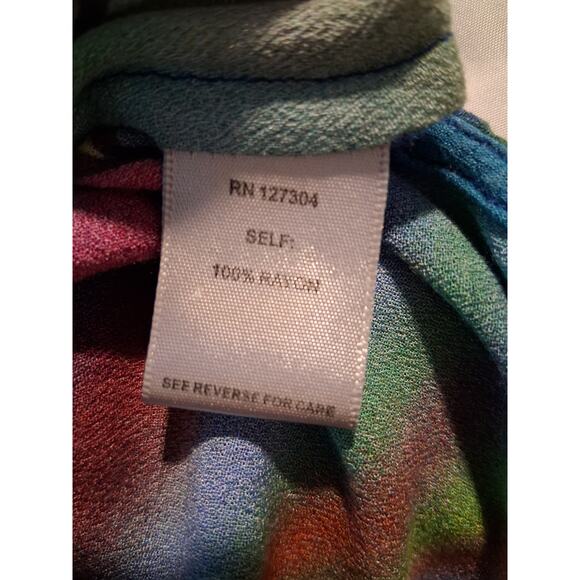 RN 127304
SELF:
100% RAYON
SEE REVERSE FOR CARE